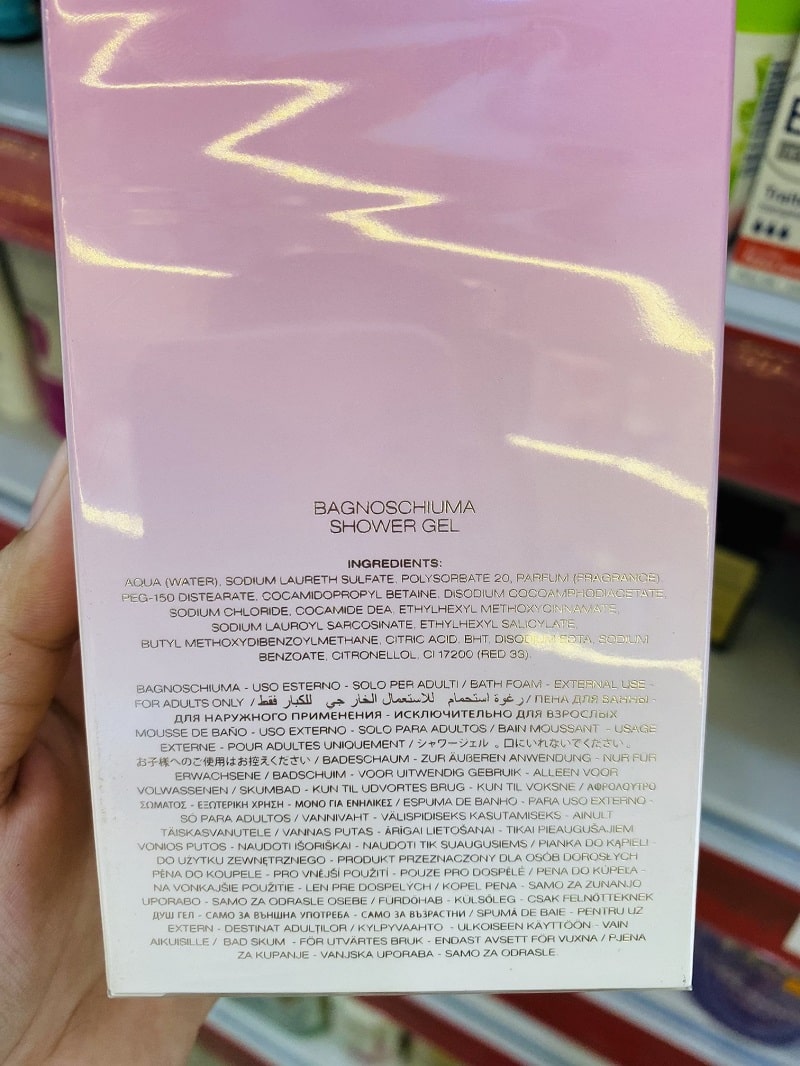 BAGNOSCHIUMA
SHOWER GEL
INGREDIENTS:
AQUA (WATER), SODIUM LAURETH SULFATE, POLYSORBATE 20, PARFUM (FRAGRANCE),
PEG-150 DISTEARATE, COCAMIDOPROPYL BETAINE, DISODIUM COCOAMPHODIACETATE,
SODIUM CHLORIDE, COCAMIDE DEA, ETHYLHEXYL METHOXYCINNAMATE,
SODIUM LAUROYL SARCOSINATE, ETHYLHEXYL SALICYLATE,
BUTYL METHOXYDIBENZOYLMETHANE, CITRIC ACID, BHT, DISODIUM EDTA, SODIUM
BENZOATE, CITRONELLOL, CI 17200 (RED 33).
BAGNOSCHIUMA - USO ESTERNO - SOLO PER ADULTI / BATH FOAM - EXTERNAL USE -
FOR ADULTS ONLY / رغوة استحمام للاستعمال الخارجي للكبار فقط / ПЕНА ДЛЯ ВАННЫ -
ДЛЯ НАРУЖНОГО ПРИМЕНЕНИЯ - ИСКЛЮЧИТЕЛЬНО ДЛЯ ВЗРОСЛЫХ
MOUSSE DE BAÑO - USO EXTERNO - SOLO PARA ADULTOS / BAIN MOUSSANT - USAGE
EXTERNE - POUR ADULTES UNIQUEMENT / シャワージェル 。口にいれないでください。
お子様へのご使用はお控えください / BADESCHAUM - ZUR ÄUßEREN ANWENDUNG - NUR FÜR
ERWACHSENE / BADSCHUIM - VOOR UITWENDIG GEBRUIK - ALLEEN VOOR
VOLWASSENEN / SKUMBAD - KUN TIL UDVORTES BRUG - KUN TIL VOKSNE / ΑΦΡΟΛΟΥΤΡΟ
ΣΩΜΑΤΟΣ - ΕΞΩΤΕΡΙΚΗ ΧΡΗΣΗ - ΜΟΝΟ ΓΙΑ ΕΝΗΛΙΚΕΣ / ESPUMA DE BANHO - PARA USO EXTERNO -
SÓ PARA ADULTOS / VANNIVAHT - VÄLISPIDISEKS KASUTAMISEKS - AINULT
TÄISKASVANUTELE / VANNAS PUTAS - ĀRĪGAI LIETOŠANAI - TIKAI PIEAUGUŠAJIEM
VONIOS PUTOS - NAUDOTI IŠORIŠKAI - NAUDOTI TIK SUAUGUSIEMS / PIANKA DO KĄPIELI -
DO UŻYTKU ZEWNĘTRZNEGO - PRODUKT PRZEZNACZONY DLA OSÓB DOROSŁYCH
PĚNA DO KOUPELE - PRO VNĚJŠÍ POUŽITÍ - POUZE PRO DOSPĚLÉ / PENA DO KÚPEĽA -
NA VONKAJŠIE POUŽITIE - LEN PRE DOSPELÝCH / KOPEL PENA - SAMO ZA ZUNANJO
UPORABO - SAMO ZA ODRASLE OSEBE / FÜRDŐHAB - KÜLSŐLEG - CSAK FELNŐTTEKNEK
ДУШ ГЕЛ - САМО ЗА ВЪНШНА УПОТРЕБА - САМО ЗА ВЪЗРАСТНИ / SPUMĂ DE BAIE - PENTRU UZ
EXTERN - DESTINAT ADULȚILOR / KYLPYVAAHTO - ULKOISEEN KÄYTTÖÖN - VAIN
AIKUISILLE / BAD SKUM - FÖR UTVÄRTES BRUK - ENDAST AVSETT FÖR VUXNA / PJENA
ZA KUPANJE - VANJSKA UPORABA - SAMO ZA ODRASLE.